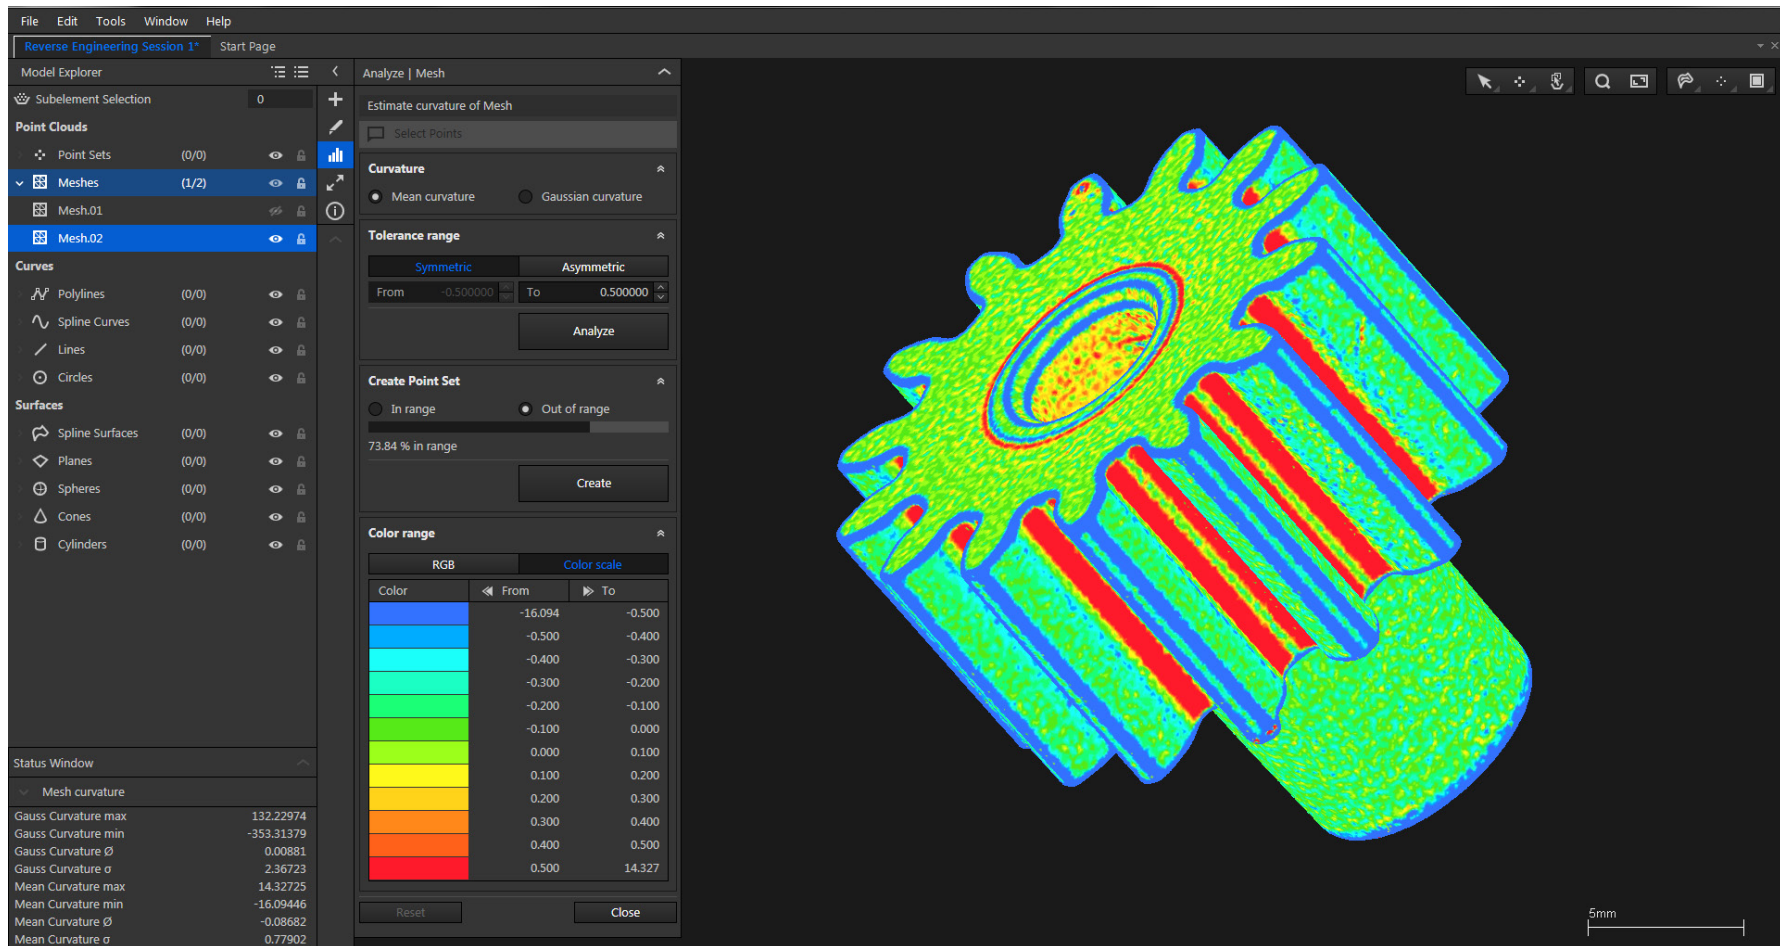 File Edit Tools Window Help
Reverse Engineering Session 1* Start Page
Model Explorer
Subelement Selection 0
Point Clouds
Point Sets (0/0)
Meshes (1/2)
Mesh.01
Mesh.02
Curves
Polylines (0/0)
Spline Curves (0/0)
Lines (0/0)
Circles (0/0)
Surfaces
Spline Surfaces (0/0)
Planes (0/0)
Spheres (0/0)
Cones (0/0)
Cylinders (0/0)
Status Window
Mesh curvature
Gauss Curvature max 132.22974
Gauss Curvature min -353.31379
Gauss Curvature Ø 0.00881
Gauss Curvature σ 2.36723
Mean Curvature max 14.32725
Mean Curvature min -16.09446
Mean Curvature Ø -0.08682
Mean Curvature σ 0.77902
Analyze | Mesh
Estimate curvature of Mesh
Select Points
Curvature
Mean curvature Gaussian curvature
Tolerance range
Symmetric Asymmetric
From -0.500000 To 0.500000
Analyze
Create Point Set
In range Out of range
73.84 % in range
Create
Color range
RGB Color scale
Color From To
-16.094 -0.500
-0.500 -0.400
-0.400 -0.300
-0.300 -0.200
-0.200 -0.100
-0.100 0.000
0.000 0.100
0.100 0.200
0.200 0.300
0.300 0.400
0.400 0.500
0.500 14.327
Reset Close
5mm